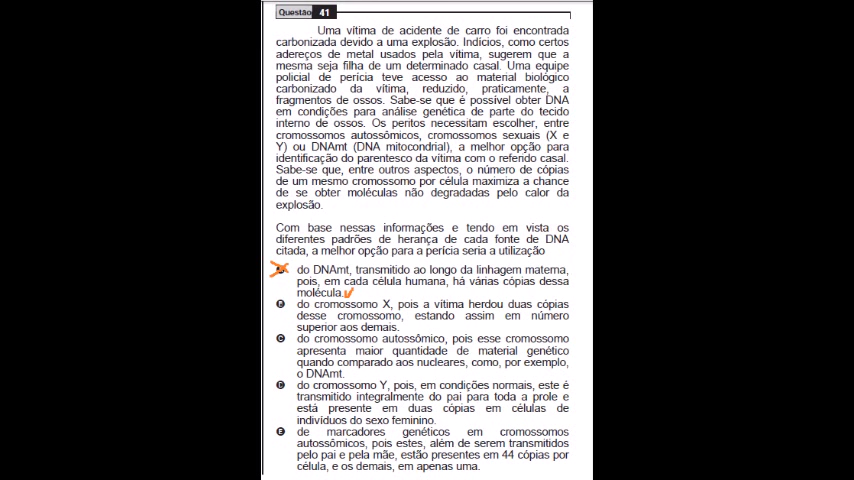 Questão 41
Uma vítima de acidente de carro foi encontrada
carbonizada devido a uma explosão. Indícios, como certos
adereços de metal usados pela vítima, sugerem que a
mesma seja filha de um determinado casal. Uma equipe
policial de perícia teve acesso ao material biológico
carbonizado da vítima, reduzido, praticamente, a
fragmentos de ossos. Sabe-se que é possível obter DNA
em condições para análise genética de parte do tecido
interno de ossos. Os peritos necessitam escolher, entre
cromossomos autossômicos, cromossomos sexuais (X e
Y) ou DNAmt (DNA mitocondrial), a melhor opção para
identificação do parentesco da vítima com o referido casal.
Sabe-se que, entre outros aspectos, o número de cópias
de um mesmo cromossomo por célula maximiza a chance
de se obter moléculas não degradadas pelo calor da
explosão.
Com base nessas informações e tendo em vista os
diferentes padrões de herança de cada fonte de DNA
citada, a melhor opção para a perícia seria a utilização
do DNAmt, transmitido ao longo da linhagem materna,
pois, em cada célula humana, há várias cópias dessa
molécula.
B do cromossomo X, pois a vítima herdou duas cópias
desse cromossomo, estando assim em número
superior aos demais.
C do cromossomo autossômico, pois esse cromossomo
apresenta maior quantidade de material genético
quando comparado aos nucleares, como, por exemplo,
o DNAmt.
D do cromossomo Y, pois, em condições normais, este é
transmitido integralmente do pai para toda a prole e
está presente em duas cópias em células de
indivíduos do sexo feminino.
E de marcadores genéticos em cromossomos
autossômicos, pois estes, além de serem transmitidos
pelo pai e pela mãe, estão presentes em 44 cópias por
célula, e os demais, em apenas uma.